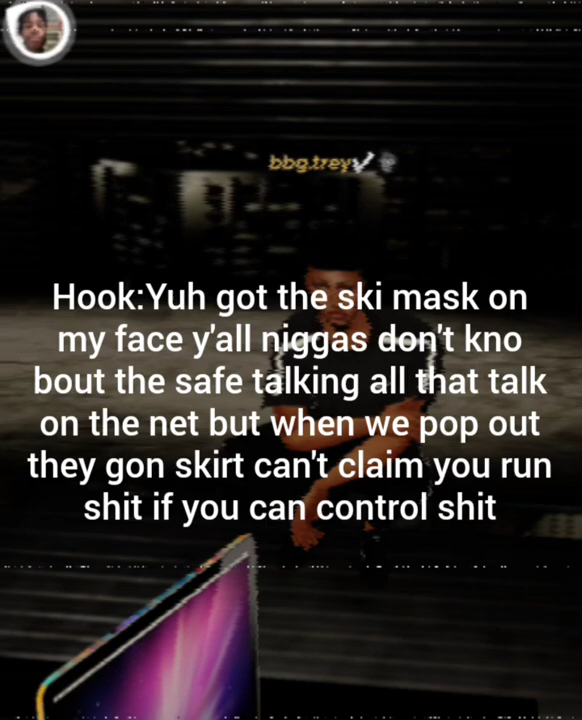 bbg.trey
Hook:Yuh got the ski mask on
my face y'all niggas don't kno
bout the safe talking all that talk
on the net but when we pop out
they gon skirt can't claim you run
shit if you can control shit